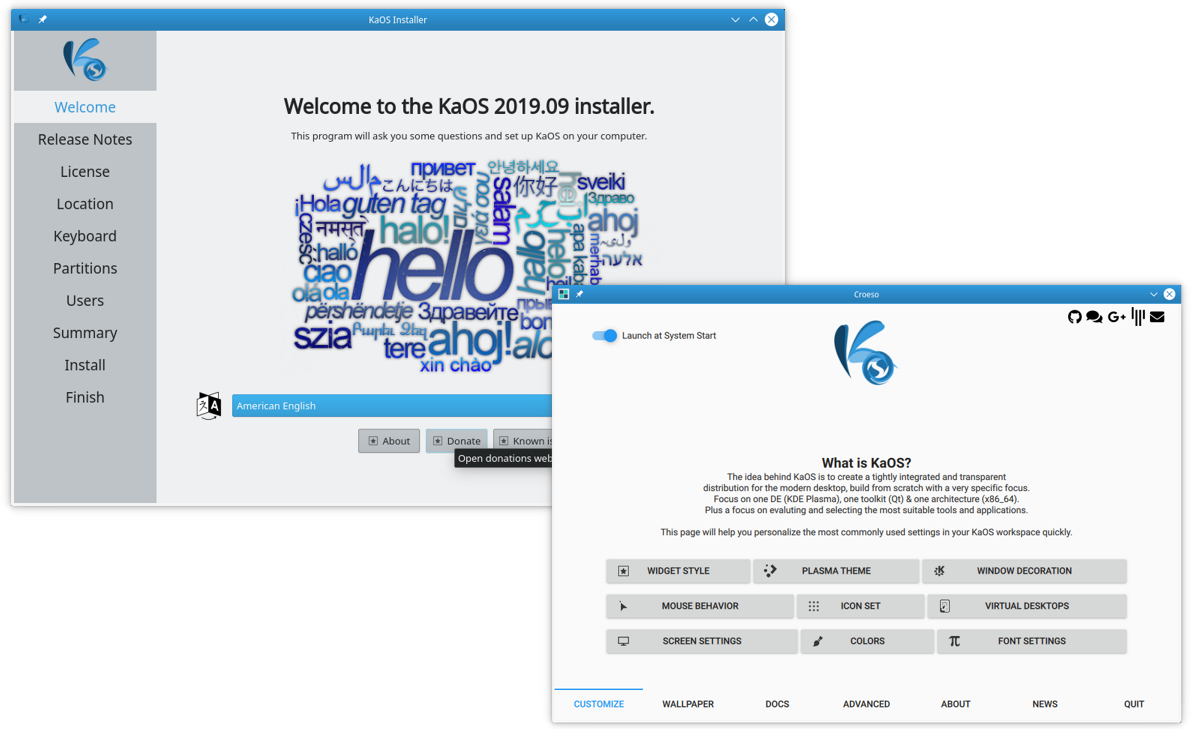 KaOS Installer
Welcome
Release Notes
License
Location
Keyboard
Partitions
Users
Summary
Install
Finish
Welcome to the KaOS 2019.09 installer.
This program will ask you some questions and set up KaOS on your computer.
привет
안녕하세요
こんにちは
你好
sveiki
Здраво
¡Hola
guten tag
γειά σου
salam
ahoj
नमस्ते
halo!
halló
hello
hallo
ciao
olá
ola
përshëndetje
Здравейте
szia
Բարեւ Ձեզ
tere
ahoj!
xin chào
American English
About
Donate
Open donations web
Croeso
Launch at System Start
What is KaOS?
The idea behind KaOS is to create a tightly integrated and transparent
distribution for the modern desktop, build from scratch with a very specific focus.
Focus on one DE (KDE Plasma), one toolkit (Qt) & one architecture (x86_64).
Plus a focus on evaluting and selecting the most suitable tools and applications.
This page will help you personalize the most commonly used settings in your KaOS workspace quickly.
WIDGET STYLE
PLASMA THEME
WINDOW DECORATION
MOUSE BEHAVIOR
ICON SET
VIRTUAL DESKTOPS
SCREEN SETTINGS
COLORS
FONT SETTINGS
CUSTOMIZE
WALLPAPER
DOCS
ADVANCED
ABOUT
NEWS
QUIT